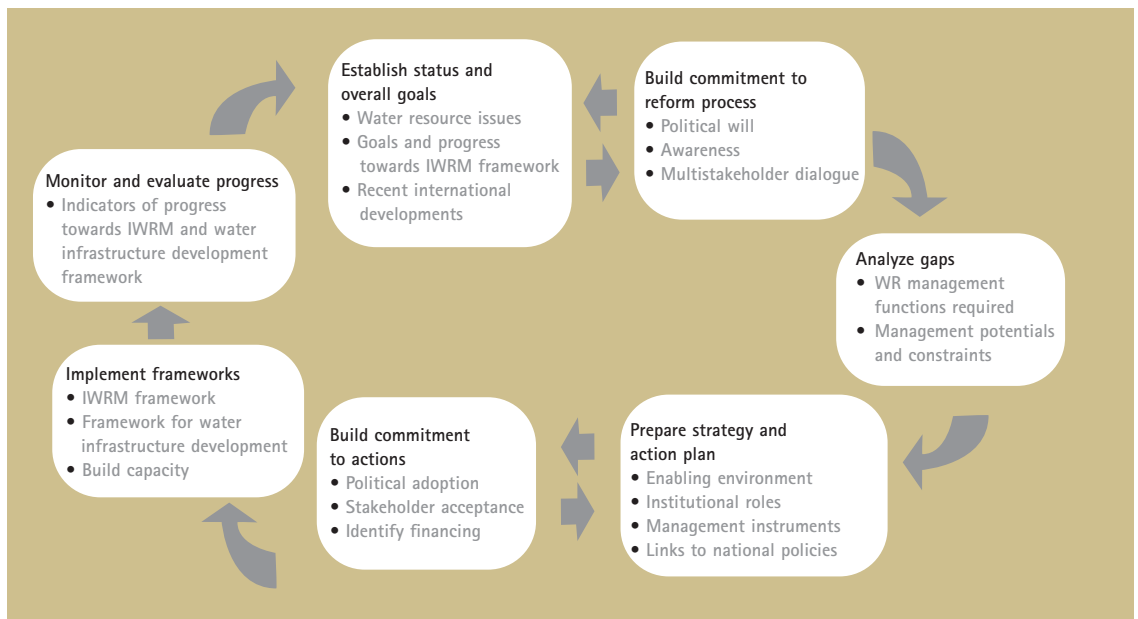 Establish status and
overall goals
• Water resource issues
• Goals and progress
towards IWRM framework
• Recent international
developments
Build commitment to
reform process
• Political will
• Awareness
• Multistakeholder dialogue
Analyze gaps
• WR management
functions required
• Management potentials
and constraints
Prepare strategy and
action plan
• Enabling environment
• Institutional roles
• Management instruments
• Links to national policies
Build commitment
to actions
• Political adoption
• Stakeholder acceptance
• Identify financing
Implement frameworks
• IWRM framework
• Framework for water
infrastructure development
• Build capacity
Monitor and evaluate progress
• Indicators of progress
towards IWRM and water
infrastructure development
framework